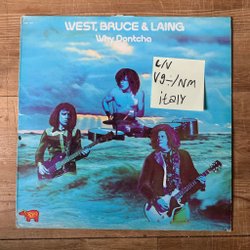 WEST, BRUCE & LAING
Why Dontcha
C/V
VG-/NM
italy